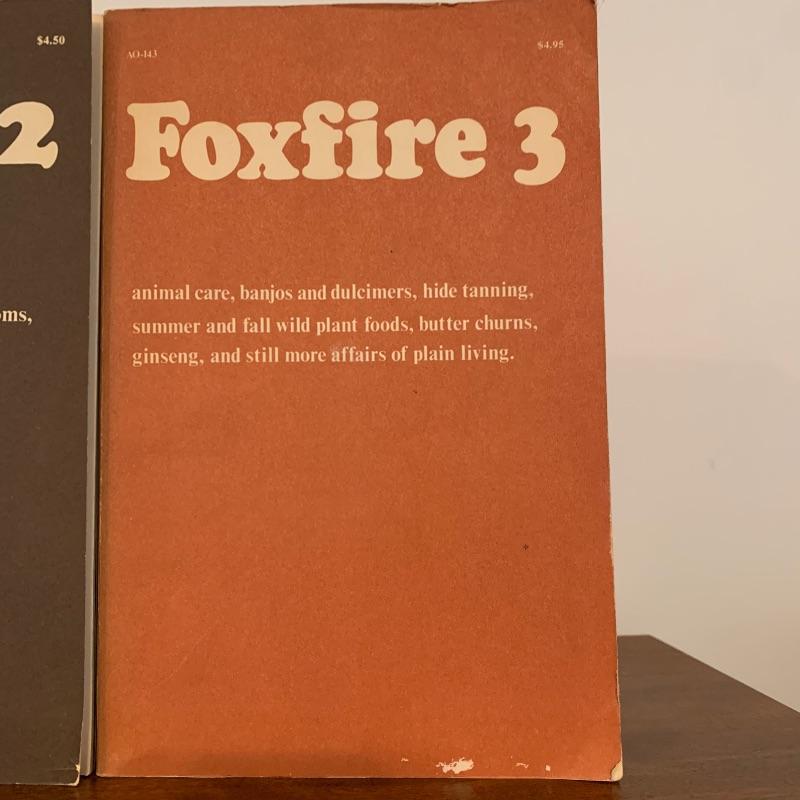 $4.50
2
oms,
AO-143
$4.95
Foxfire 3
animal care, banjos and dulcimers, hide tanning,
summer and fall wild plant foods, butter churns,
ginseng, and still more affairs of plain living.